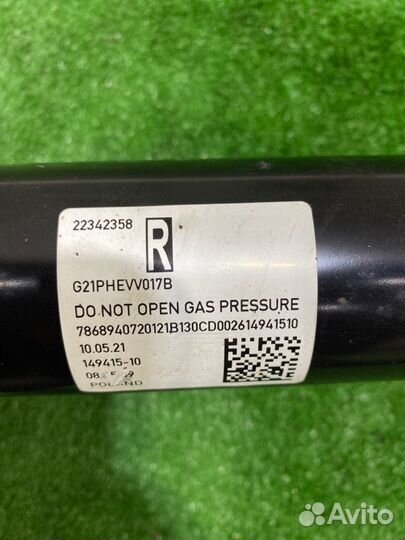 22342358
R
G21PHEVV017B
DO NOT OPEN GAS PRESSURE
7868940720121B130CD002614941510
10.05.21
149415-10
POLAND
Avito